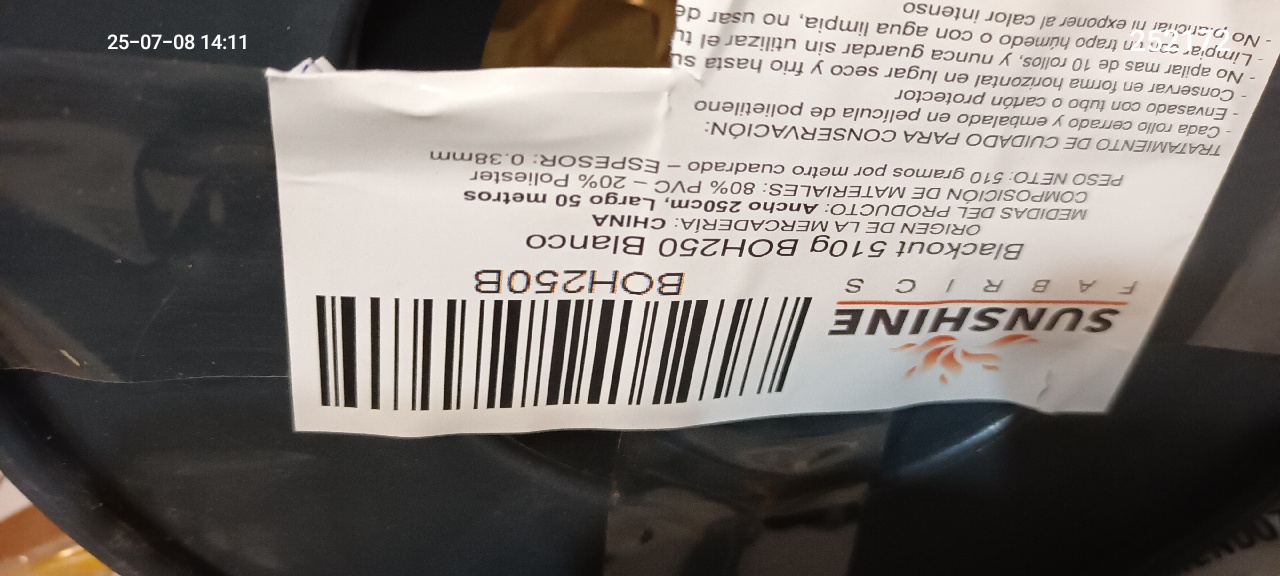 25-07-08 14:11
252172
SUNSHINE
FABRICS
BOH250B
Blackout 510g BOH250 Blanco
ORIGEN DE LA MERCADERÍA: CHINA
MEDIDAS DEL PRODUCTO: Ancho 250cm, Largo 50 metros
COMPOSICIÓN DE MATERIALES: 80% PVC – 20% Poliester
PESO NETO: 510 gramos por metro cuadrado – ESPESOR: 0.38mm
TRATAMIENTO DE CUIDADO PARA CONSERVACIÓN:
- Cada rollo cerrado y embalado en película de polietileno
- Envasado con tubo o cartón protector
- Conservar en forma horizontal en lugar seco y frio hasta su
- No apilar mas de 10 rollos, y nunca guardar sin utilizar el tu
- Limpiar con un trapo húmedo o con agua limpia, no usar de
- No planchar ni exponer al calor intenso